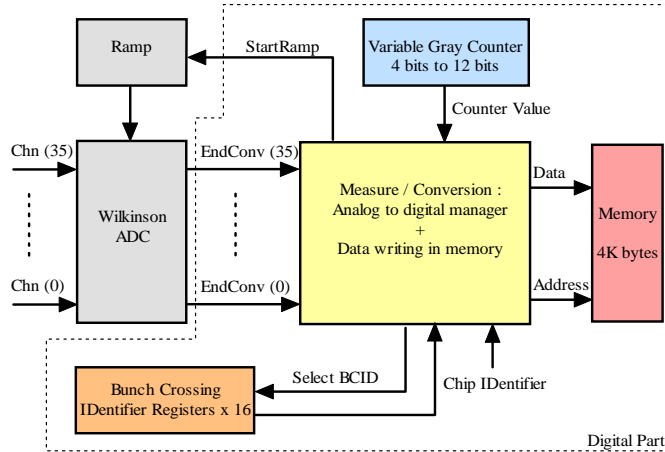 Ramp
StartRamp
Variable Gray Counter
4 bits to 12 bits
Counter Value
Chn (35)
EndConv (35)
Data
Wilkinson
ADC
Measure / Conversion :
Analog to digital manager
+
Data writing in memory
Memory
4K bytes
Chn (0)
EndConv (0)
Address
Select BCID
Chip IDentifier
Bunch Crossing
IDentifier Registers x 16
Digital Part